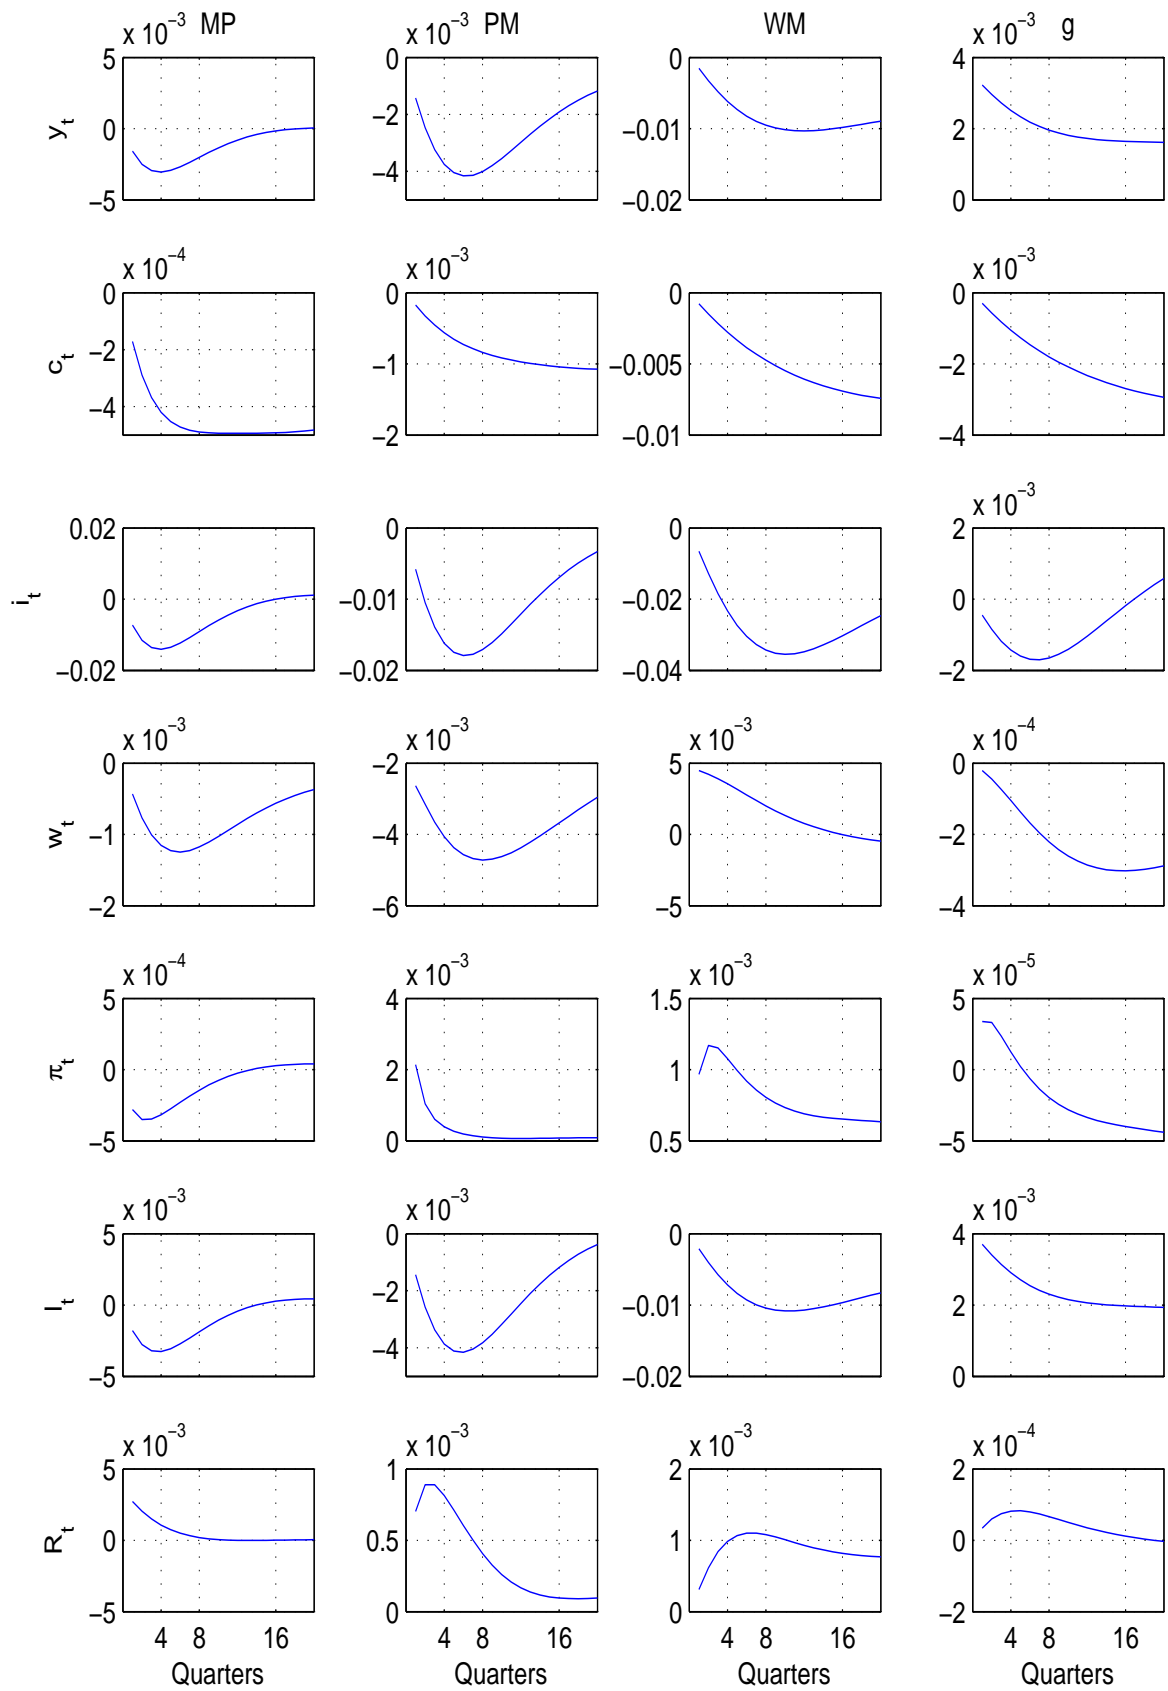 x 10⁻³ MP x 10⁻³ PM WM x 10⁻³ g
y_t 5 0 −5
0 −2 −4
0 −0.01 −0.02
4 2 0
x 10⁻⁴ x 10⁻³ x 10⁻³
c_t 0 −2 −4
0 −1 −2
0 −0.005 −0.01
0 −2 −4
x 10⁻³
i_t 0.02 0 −0.02
0 −0.01 −0.02
0 −0.02 −0.04
2 0 −2
x 10⁻³ x 10⁻³ x 10⁻³ x 10⁻⁴
w_t 0 −1 −2
−2 −4 −6
5 0 −5
0 −2 −4
x 10⁻⁴ x 10⁻³ x 10⁻³ x 10⁻⁵
π_t 5 0 −5
4 2 0
1.5 1 0.5
5 0 −5
x 10⁻³ x 10⁻³ x 10⁻³
l_t 5 0 −5
0 −2 −4
0 −0.01 −0.02
4 2 0
x 10⁻³ x 10⁻³ x 10⁻³ x 10⁻⁴
R_t 5 0 −5
1 0.5 0
2 1 0
2 0 −2
4 8 16 4 8 16 4 8 16 4 8 16
Quarters Quarters Quarters Quarters